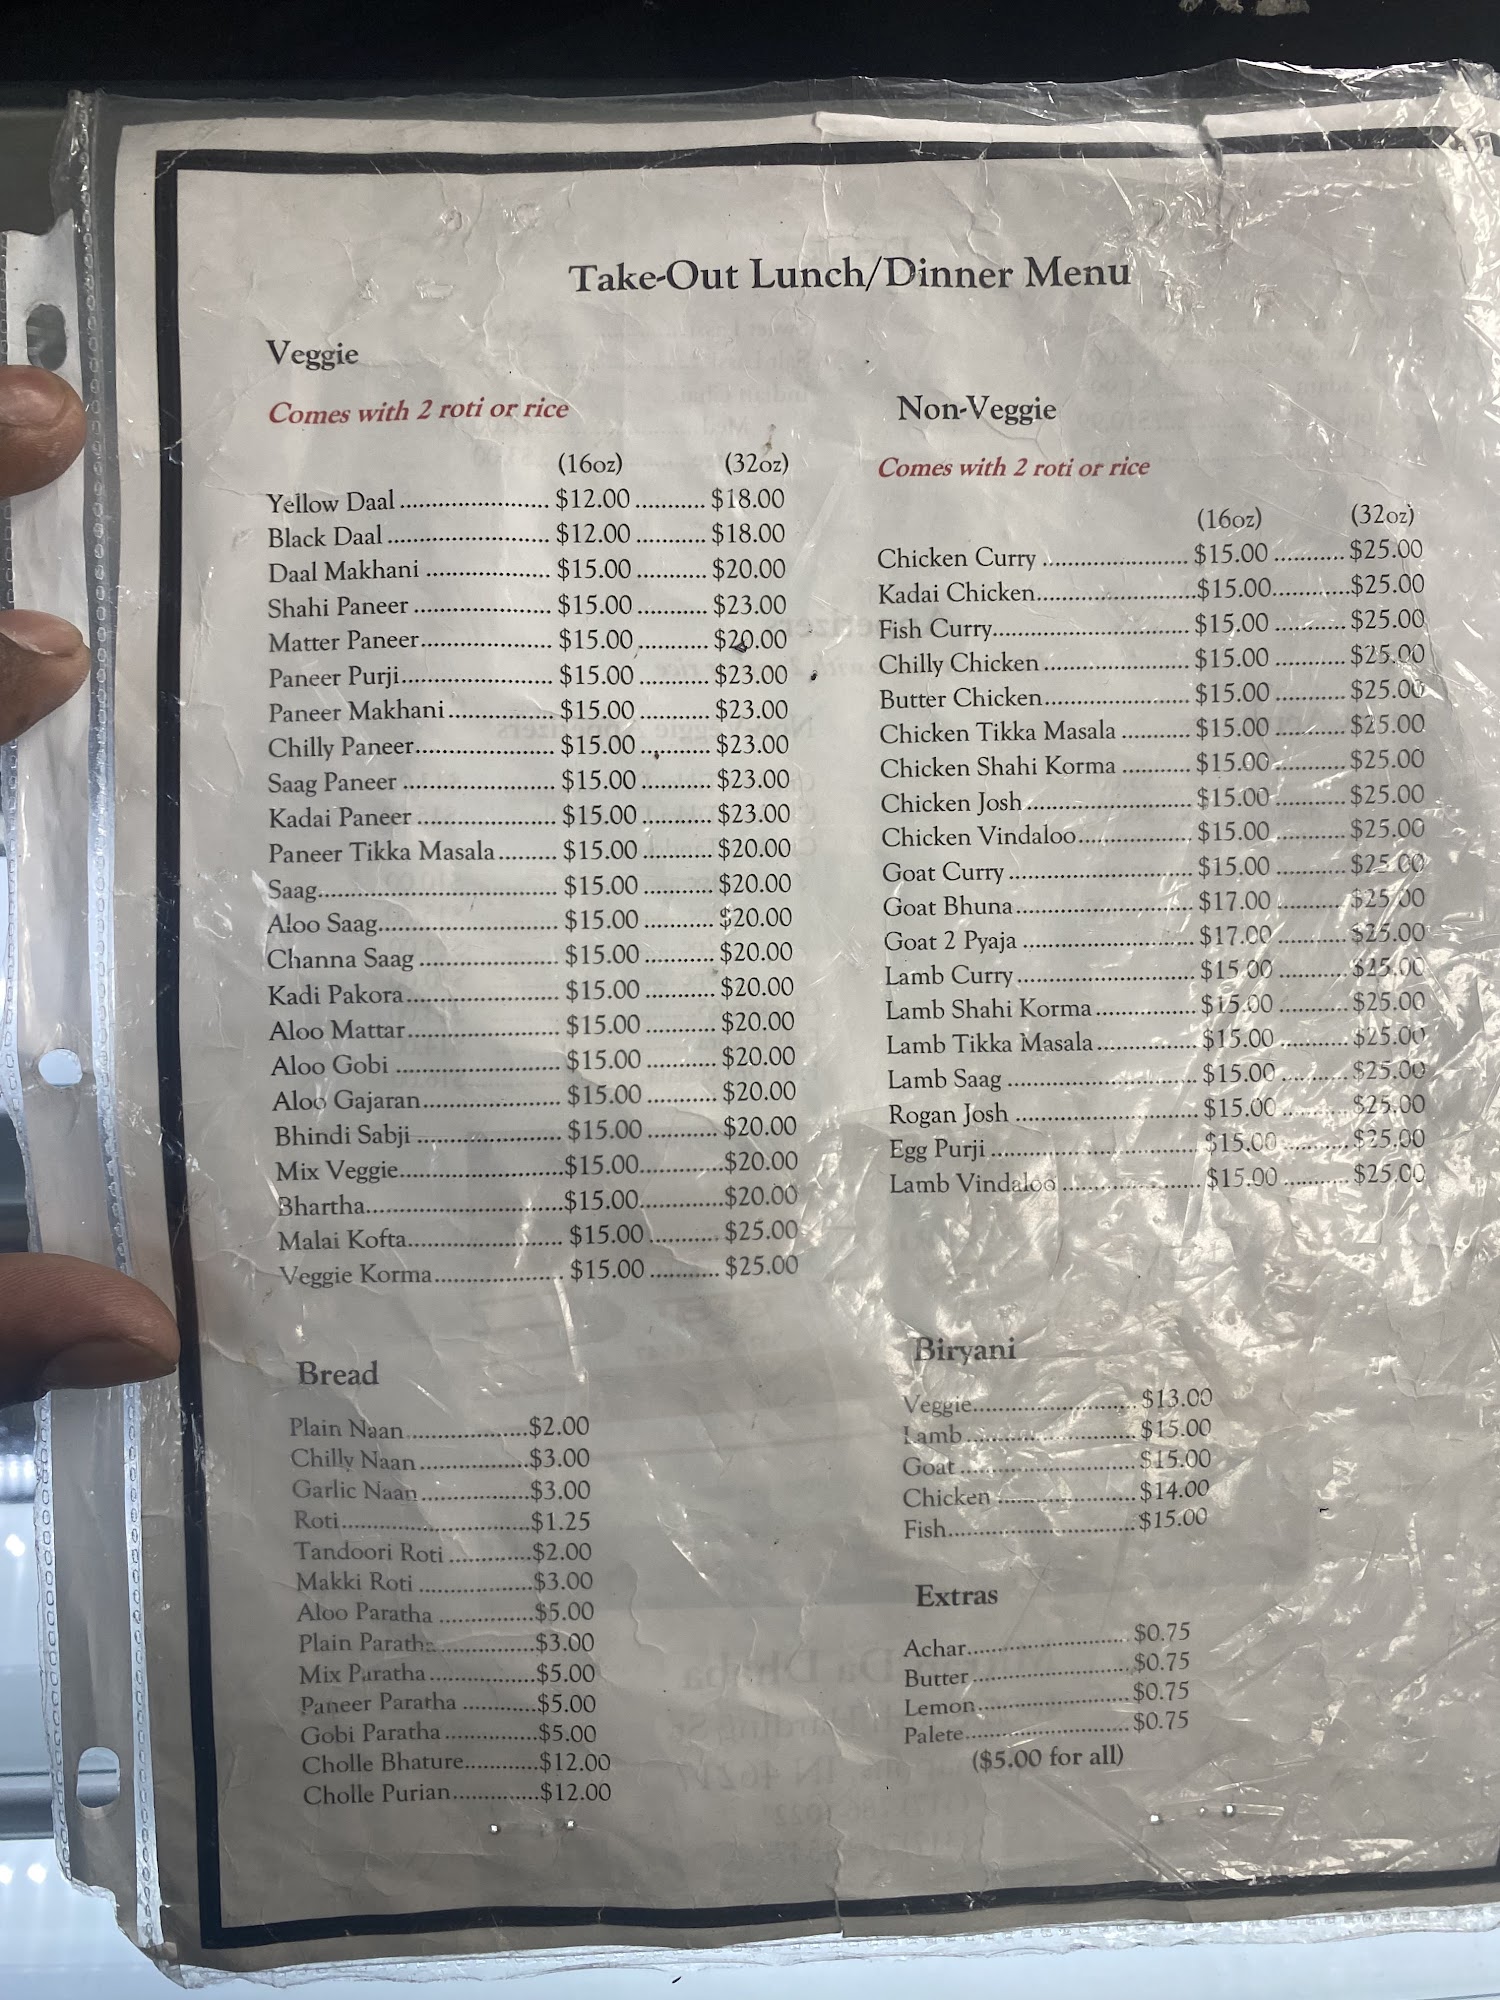 Take-Out Lunch/Dinner Menu
Veggie
Comes with 2 roti or rice
(16oz) (32oz)
Yellow Daal ........................ $12.00 ........... $18.00
Black Daal .......................... $12.00 ........... $18.00
Daal Makhani .................... $15.00 ........... $20.00
Shahi Paneer ...................... $15.00 ........... $23.00
Matter Paneer..................... $15.00 ........... $20.00
Paneer Purji........................ $15.00 ........... $23.00
Paneer Makhani................. $15.00 ........... $23.00
Chilly Paneer...................... $15.00 ........... $23.00
Saag Paneer ........................ $15.00 ........... $23.00
Kadai Paneer ...................... $15.00 ........... $23.00
Paneer Tikka Masala ......... $15.00 ........... $20.00
Saag...................................... $15.00 ........... $20.00
Aloo Saag............................. $15.00 ........... $20.00
Channa Saag ...................... $15.00 ........... $20.00
Kadi Pakora........................ $15.00 ........... $20.00
Aloo Mattar........................ $15.00 ........... $20.00
Aloo Gobi .......................... $15.00 ........... $20.00
Aloo Gajaran...................... $15.00 ........... $20.00
Bhindi Sabji ....................... $15.00 ........... $20.00
Mix Veggie..........................$15.00.............$20.00
Bhartha...............................$15.00.............$20.00
Malai Kofta........................ $15.00 ........... $25.00
Veggie Korma..................... $15.00 ........... $25.00
Non-Veggie
Comes with 2 roti or rice
(16oz) (32oz)
Chicken Curry ....................... $15.00 ........... $25.00
Kadai Chicken.........................$15.00.............$25.00
Fish Curry............................... $15.00 ........... $25.00
Chilly Chicken ....................... $15.00 ........... $25.00
Butter Chicken....................... $15.00 ........... $25.00
Chicken Tikka Masala ........... $15.00 ........... $25.00
Chicken Shahi Korma ........... $15.00 ........... $25.00
Chicken Josh .......................... $15.00 ........... $25.00
Chicken Vindaloo.................. $15.00 ........... $25.00
Goat Curry ............................. $15.00 ........... $25.00
Goat Bhuna............................ $17.00 ........... $25.00
Goat 2 Pyaja ........................... $17.00 ........... $25.00
Lamb Curry............................ $15.00 ........... $25.00
Lamb Shahi Korma ................ $15.00 ........... $25.00
Lamb Tikka Masala................ $15.00 ........... $25.00
Lamb Saag .............................. $15.00 ........... $25.00
Rogan Josh ............................. $15.00 ........... $25.00
Egg Purji ................................. $15.00 ........... $25.00
Lamb Vindaloo ...................... $15.00 ........... $25.00
Bread
Plain Naan ...................$2.00
Chilly Naan .................$3.00
Garlic Naan .................$3.00
Roti..............................$1.25
Tandoori Roti .............$2.00
Makki Roti ..................$3.00
Aloo Paratha ...............$5.00
Plain Paratha...............$3.00
Mix Paratha .................$5.00
Paneer Paratha ............$5.00
Gobi Paratha ...............$5.00
Cholle Bhature............$12.00
Cholle Purian..............$12.00
Biryani
Veggie.......................... $13.00
Lamb ........................... $15.00
Goat ............................ $15.00
Chicken ...................... $14.00
Fish.............................. $15.00
Extras
Achar.......................... $0.75
Butter.......................... $0.75
Lemon......................... $0.75
Palete........................... $0.75
($5.00 for all)